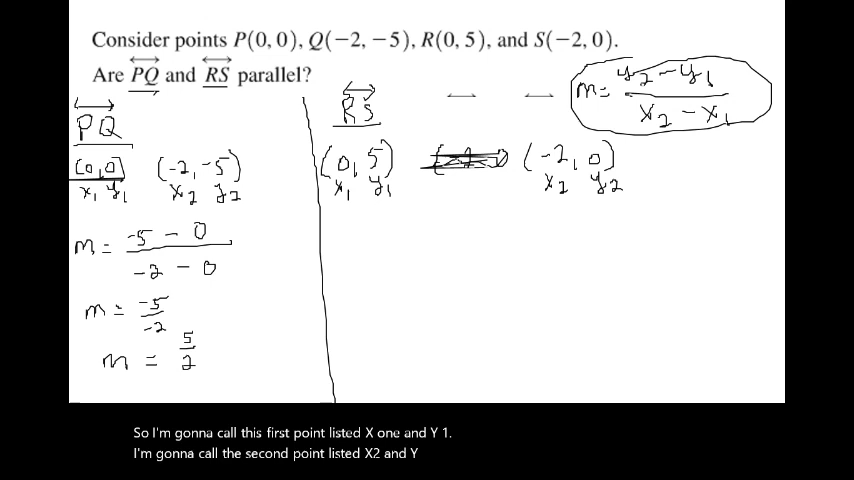 Consider points P(0, 0), Q(−2, −5), R(0, 5), and S(−2, 0).
Are PQ and RS parallel?
m = y2 − y1 / x2 − x1
PQ
(0,0) (-2,-5)
x1 y1 x2 y2
m = -5 - 0 / -2 - 0
m = -5 / -2
m = 5 / 2
RS
(0, 5) (-2, 0)
x1 y1 x2 y2
So I'm gonna call this first point listed X one and Y 1.
I'm gonna call the second point listed X2 and Y